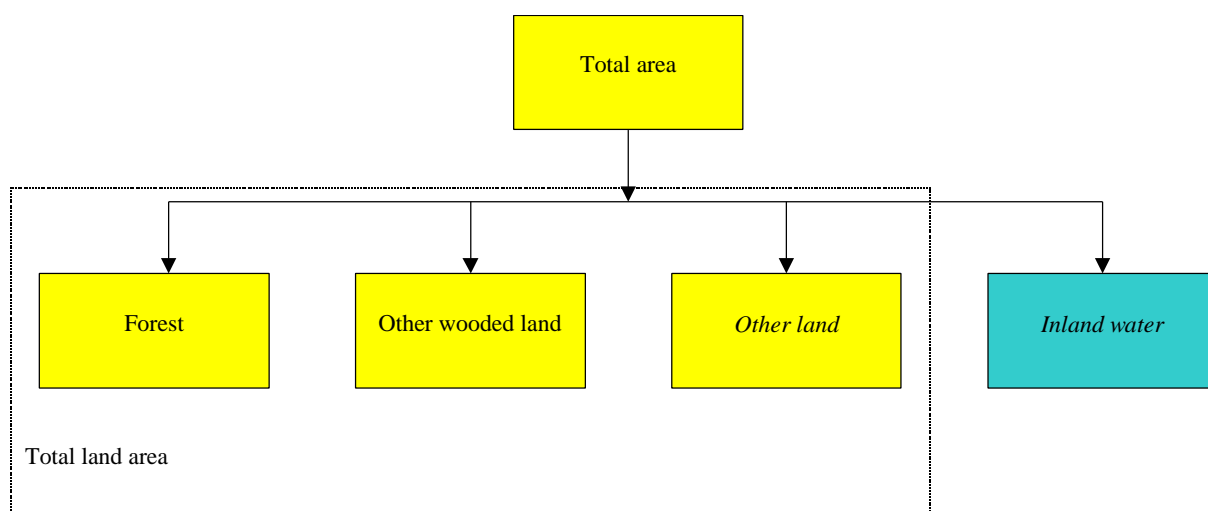 Total area
Forest
Other wooded land
Other land
Inland water
Total land area